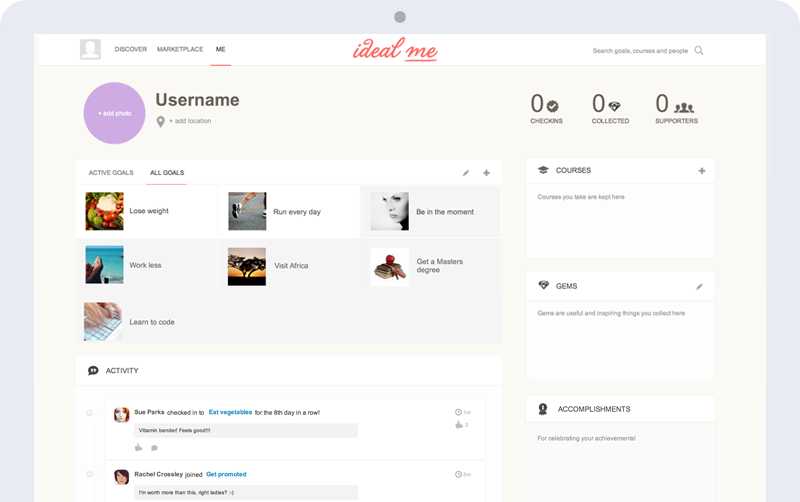 DISCOVER MARKETPLACE ME
ideal me
Search goals, courses and people
+ add photo
Username
+ add location
0
CHECKINS
0
COLLECTED
0
SUPPORTERS
ACTIVE GOALS ALL GOALS
Lose weight
Run every day
Be in the moment
Work less
Visit Africa
Get a Masters
degree
Learn to code
COURSES
Courses you take are kept here
GEMS
Gems are useful and inspiring things you collect here
ACTIVITY
Sue Parks checked in to Eat vegetables for the 8th day in a row!
1m
Vitiamin bender! Feels good!!!
2
Rachel Crossley joined Get promoted
6m
I'm worth more than this, right ladies? :-)
ACCOMPLISHMENTS
For celebrating your achievements!